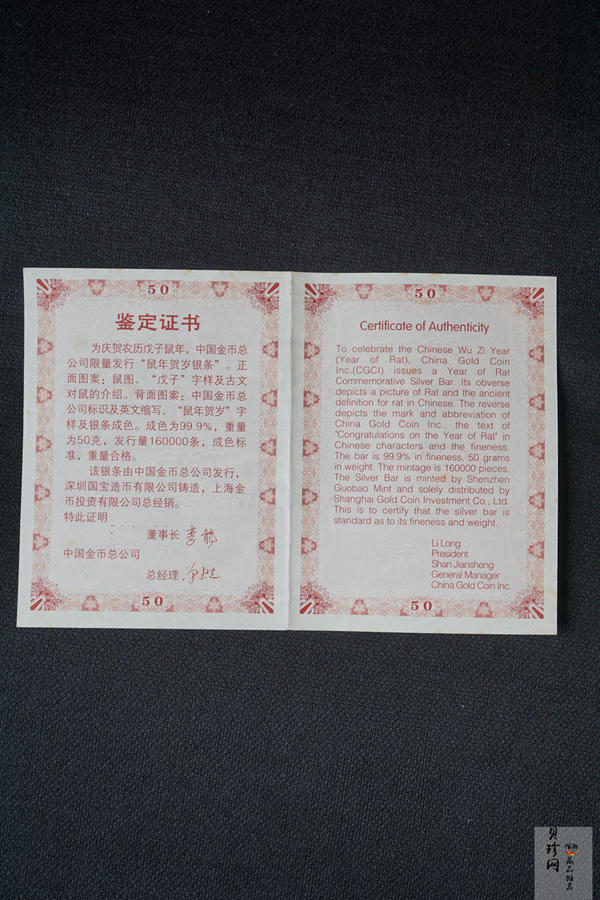 50
鉴定证书
为庆贺农历戊子鼠年，中国金币总
公司限量发行“鼠年贺岁银条”。正
面图案：鼠图、“戊子”字样及古文
对鼠的介绍。背面图案：中国金币总
公司标识及英文缩写、“鼠年贺岁”字
样及银条成色。成色为99.9%，重量
为50克，发行量160000条，成色标
准，重量合格。
该银条由中国金币总公司发行，
深圳国宝造币有限公司铸造，上海金
币投资有限公司总经销。
特此证明
董事长 李龙
中国金币总公司
总经理
50
50
Certificate of Authenticity
To celebrate the Chinese Wu Zi Year
(Year of Rat), China Gold Coin
Inc.(CGCI) issues a Year of Rat
Commemorative Silver Bar. Its obverse
depicts a picture of Rat and the ancient
definition for rat in Chinese. The reverse
depicts the mark and abbreviation of
China Gold Coin Inc., the text of
"Congratulations on the Year of Rat" in
Chinese characters and the fineness.
The bar is 99.9% in fineness, 50 grams
in weight. The mintage is 160000 pieces.
The Silver Bar is minted by Shenzhen
Guobao Mint and solely distributed by
Shanghai Gold Coin Investment Co., Ltd.
This is to certify that the silver bar is
standard as to its fineness and weight.
Li Long
President
Shan Jiansheng
General Manager
China Gold Coin Inc.
50
贝珍网
藏品推荐